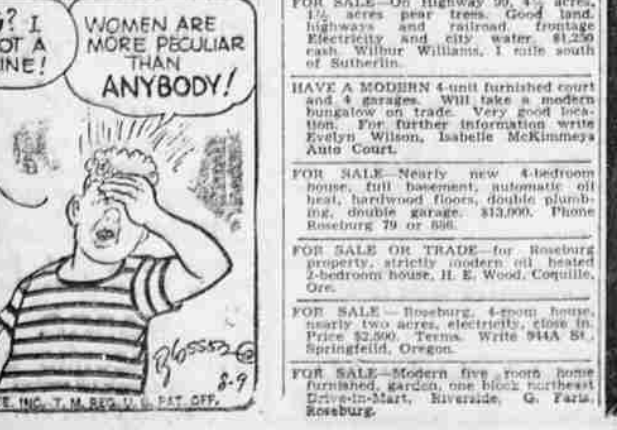 ? I
OT A
INE!
WOMEN ARE
MORE PECULIAR
THAN
ANYBODY!
8-9
INC. T. M. REG. U. S. PAT. OFF.
FOR SALE—On Highway 99, 4½ acres,
1½ acres pear trees. Good land,
highways and railroad frontage
Electricity and city water. $1,250
cash. Wilbur Williams, 1 mile south
of Sutherlin.
HAVE A MODERN 4-unit furnished court
and 4 garages. Will take a modern
bungalow on trade. Very good loca-
tion. For further information write
Evelyn Wilson, Isabelle McKimmeys
Auto Court.
FOR SALE—Nearly new 4-bedroom
house, full basement, automatic oil
heat, hardwood floors, double plumb-
ing, double garage. $13,000. Phone
Roseburg 79 or
FOR SALE OR TRADE—for Roseburg
property, strictly modern oil heated
2-bedroom house, H. E. Wood, Coquille,
Ore.
FOR SALE — Roseburg, 4-room house,
nearly two acres, electricity, close in.
Price $2,500. Terms. Write 944A St.,
Springfeild, Oregon.
FOR SALE—Modern five room home
furnished, garden, one block northeast
Drive-in-Mart, Riverside, G. Faris,
Roseburg.